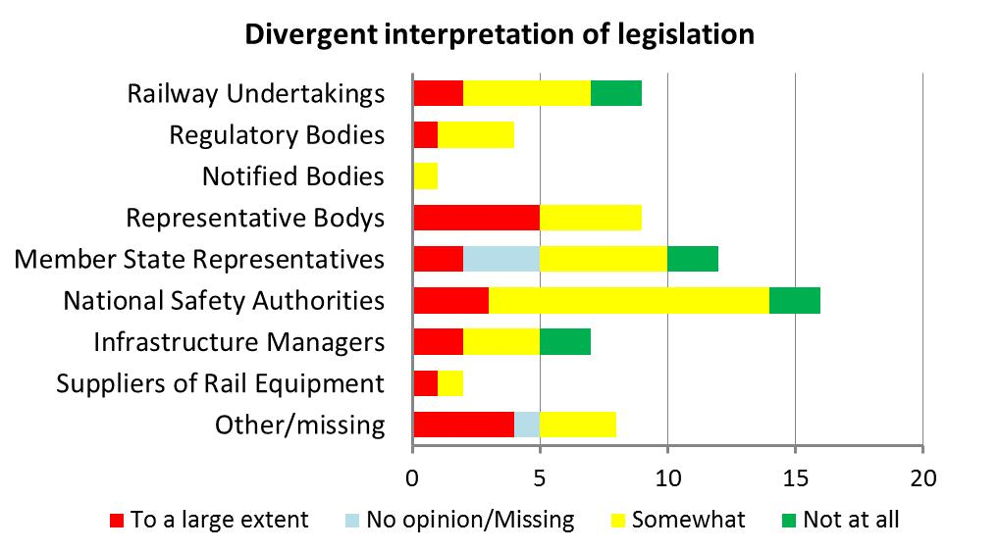 Divergent interpretation of legislation
Railway Undertakings
Regulatory Bodies
Notified Bodies
Representative Bodys
Member State Representatives
National Safety Authorities
Infrastructure Managers
Suppliers of Rail Equipment
Other/missing
0 5 10 15 20
To a large extent No opinion/Missing Somewhat Not at all